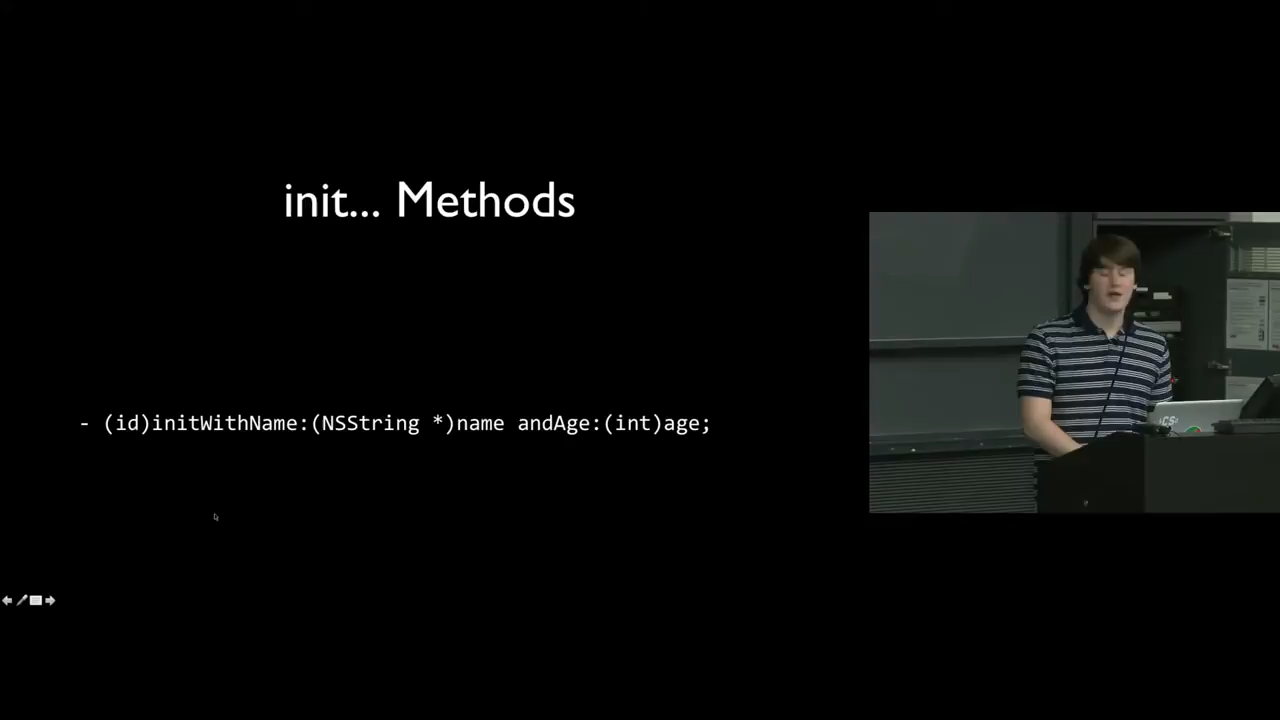 init... Methods
- (id)initWithName:(NSString *)name andAge:(int)age;